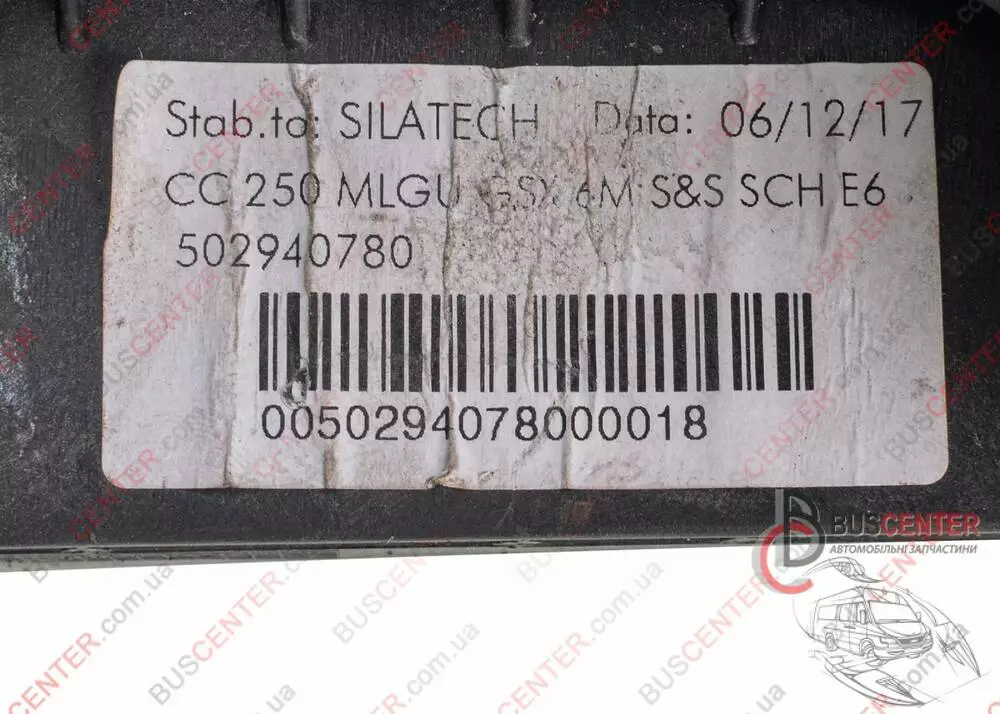 Stab.to: SILATECH Data: 06/12/17
CC 250 MLGU GSX 6M S&S SCH E6
502940780
0050294078000018
BUSCENTER
АВТОМОБІЛЬНІ ЗАПЧАСТИНИ
BUSCENTER.com.ua